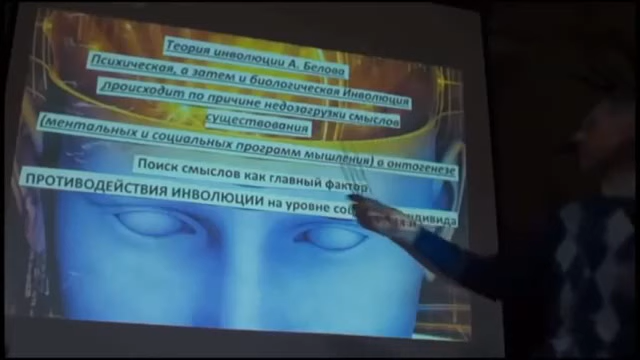 Теория инволюции А. Белова
Психическая, а затем и биологическая Инволюция
происходит по причине недозагрузки смыслов
существования
(ментальных и социальных программ мышления) в онтогенезе
Поиск смыслов как главный фактор
ПРОТИВОДЕЙСТВИЯ ИНВОЛЮЦИИ на уровне